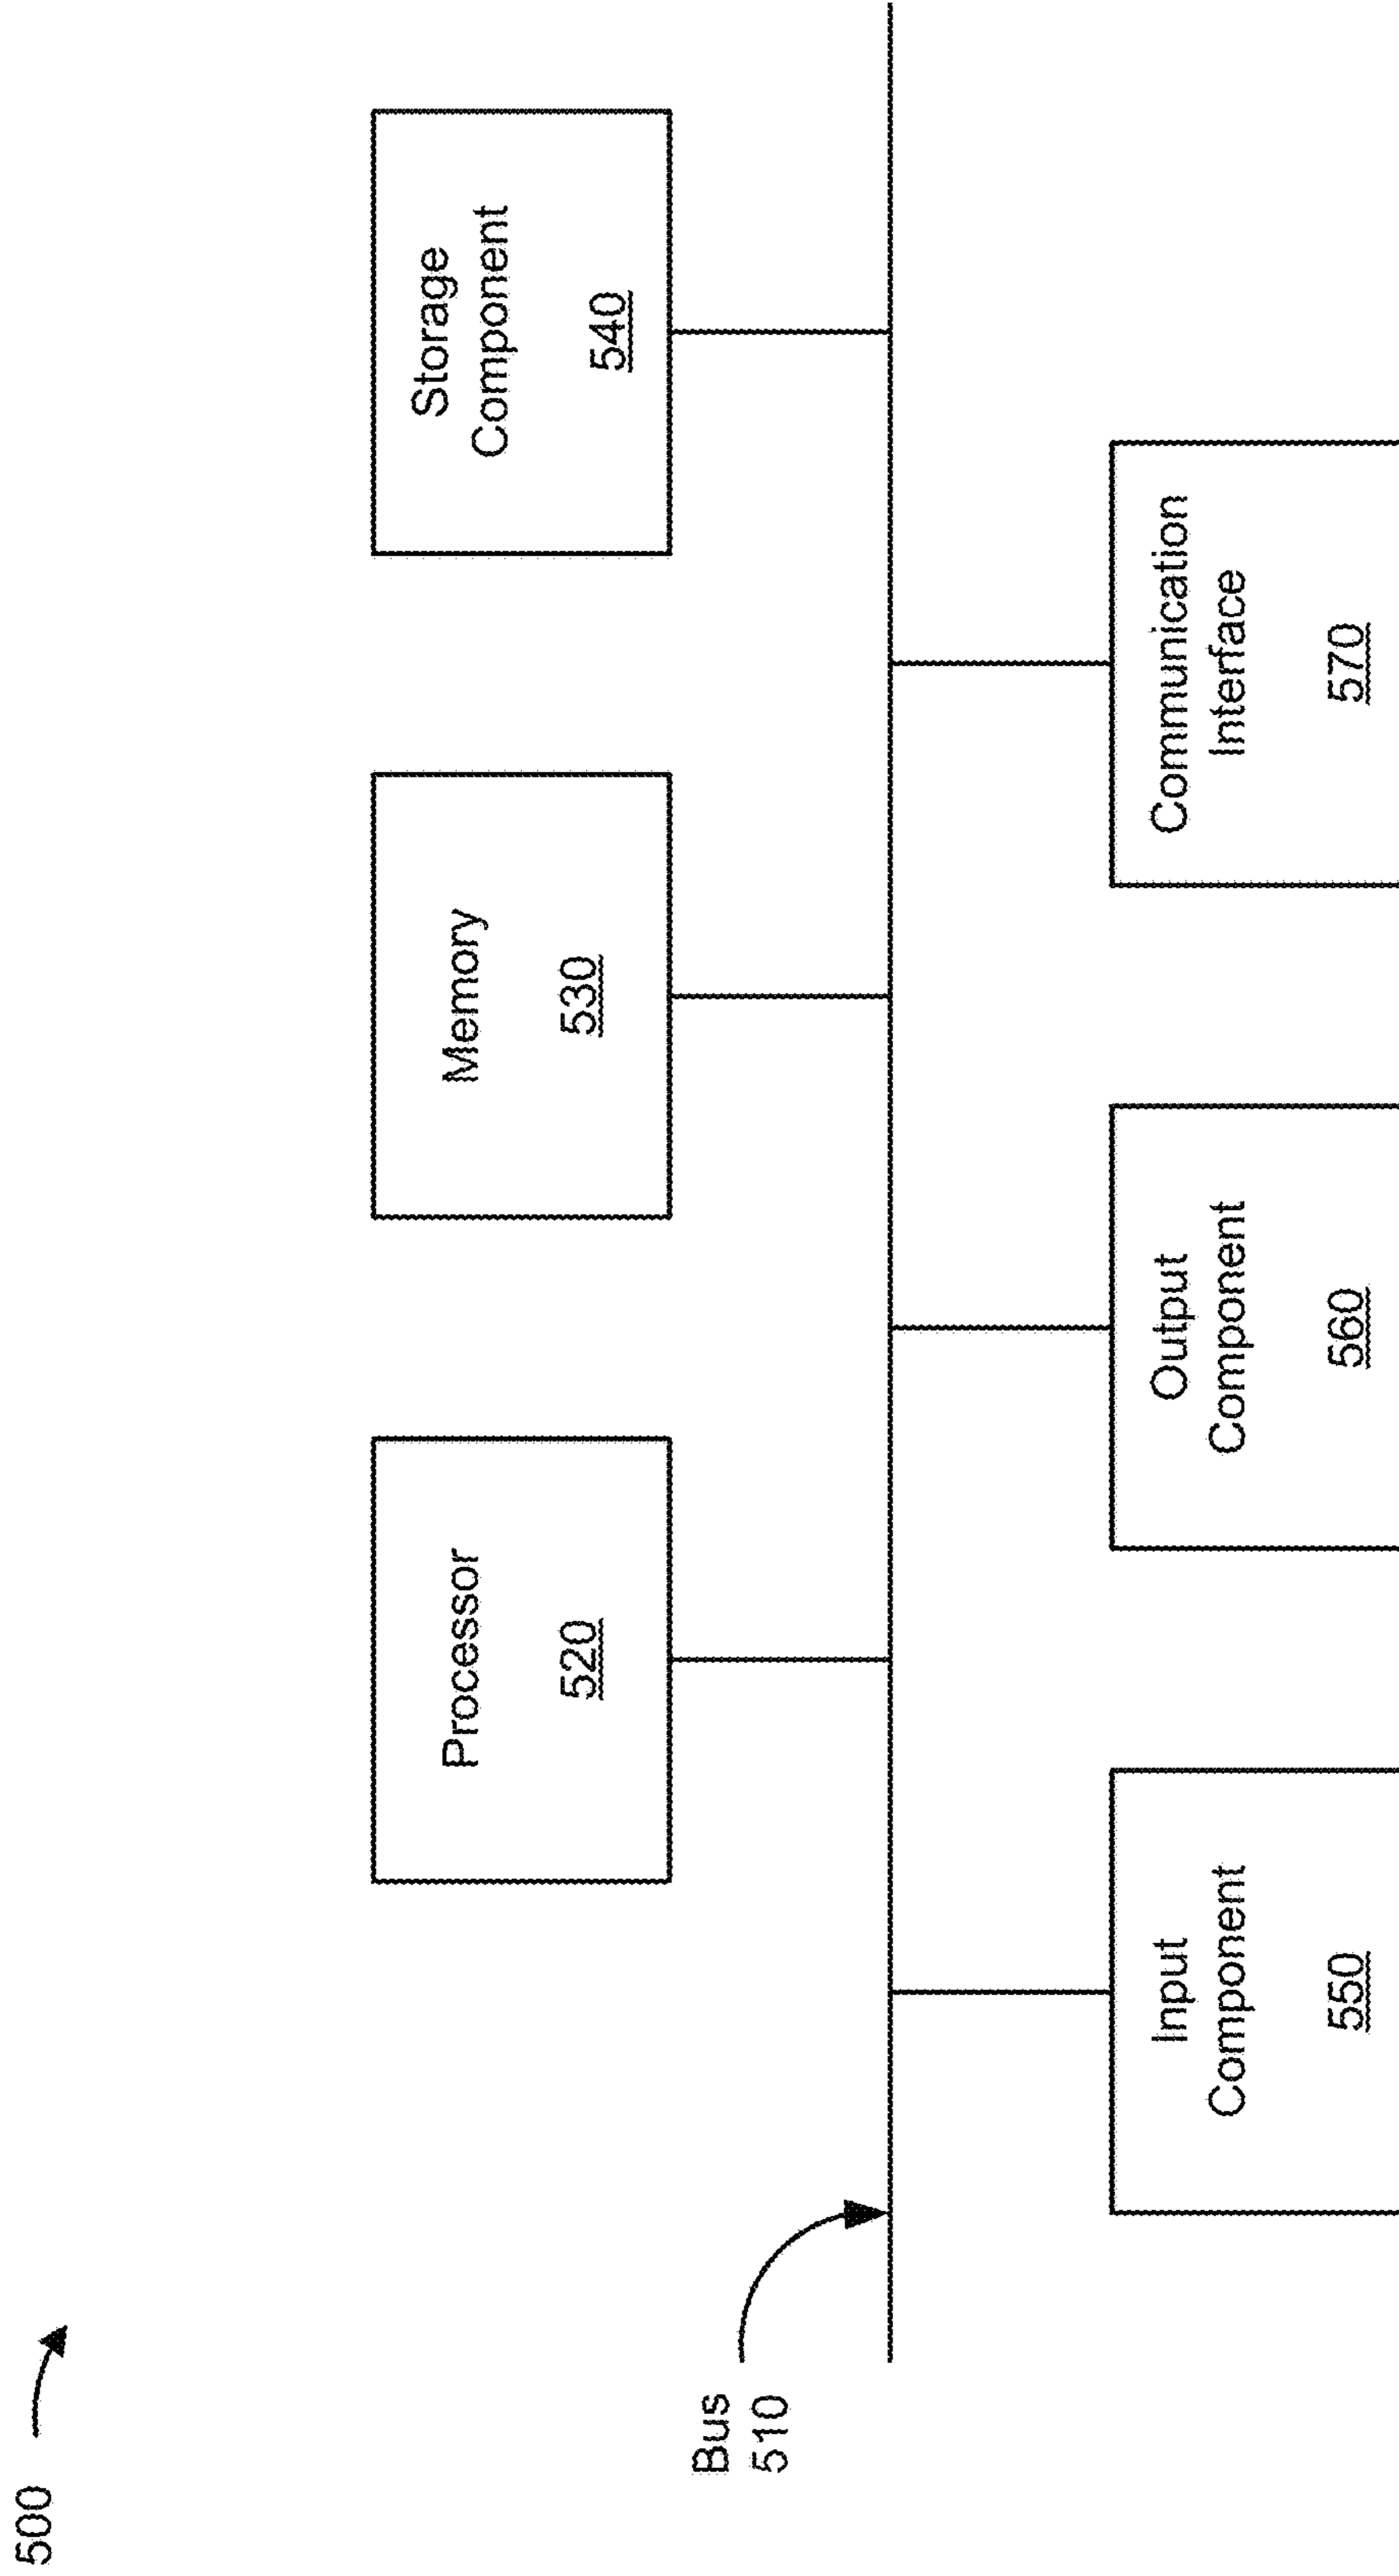 500
Processor
520
Memory
530
Storage
Component
540
Bus
510
Input
Component
550
Output
Component
560
Communication
Interface
570